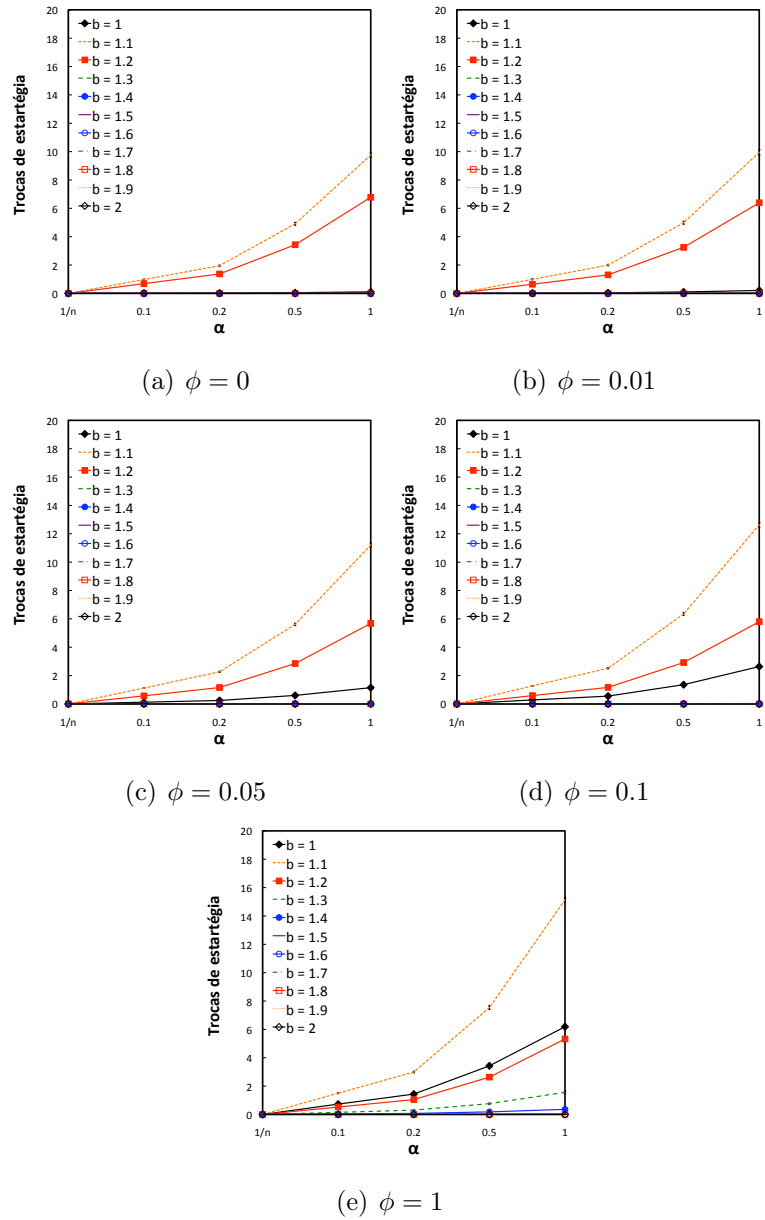 20
18
16
14
12
10
8
6
4
2
0
Trocas de estartégia
b = 1
b = 1.1
b = 1.2
b = 1.3
b = 1.4
b = 1.5
b = 1.6
b = 1.7
b = 1.8
b = 1.9
b = 2
1/n 0.1 0.2 0.5 1
α
(a) ϕ = 0
20
18
16
14
12
10
8
6
4
2
0
Trocas de estartégia
b = 1
b = 1.1
b = 1.2
b = 1.3
b = 1.4
b = 1.5
b = 1.6
b = 1.7
b = 1.8
b = 1.9
b = 2
1/n 0.1 0.2 0.5 1
α
(b) ϕ = 0.01
20
18
16
14
12
10
8
6
4
2
0
Trocas de estartégia
b = 1
b = 1.1
b = 1.2
b = 1.3
b = 1.4
b = 1.5
b = 1.6
b = 1.7
b = 1.8
b = 1.9
b = 2
1/n 0.1 0.2 0.5 1
α
(c) ϕ = 0.05
20
18
16
14
12
10
8
6
4
2
0
Trocas de estartégia
b = 1
b = 1.1
b = 1.2
b = 1.3
b = 1.4
b = 1.5
b = 1.6
b = 1.7
b = 1.8
b = 1.9
b = 2
1/n 0.1 0.2 0.5 1
α
(d) ϕ = 0.1
20
18
16
14
12
10
8
6
4
2
0
Trocas de estartégia
b = 1
b = 1.1
b = 1.2
b = 1.3
b = 1.4
b = 1.5
b = 1.6
b = 1.7
b = 1.8
b = 1.9
b = 2
1/n 0.1 0.2 0.5 1
α
(e) ϕ = 1